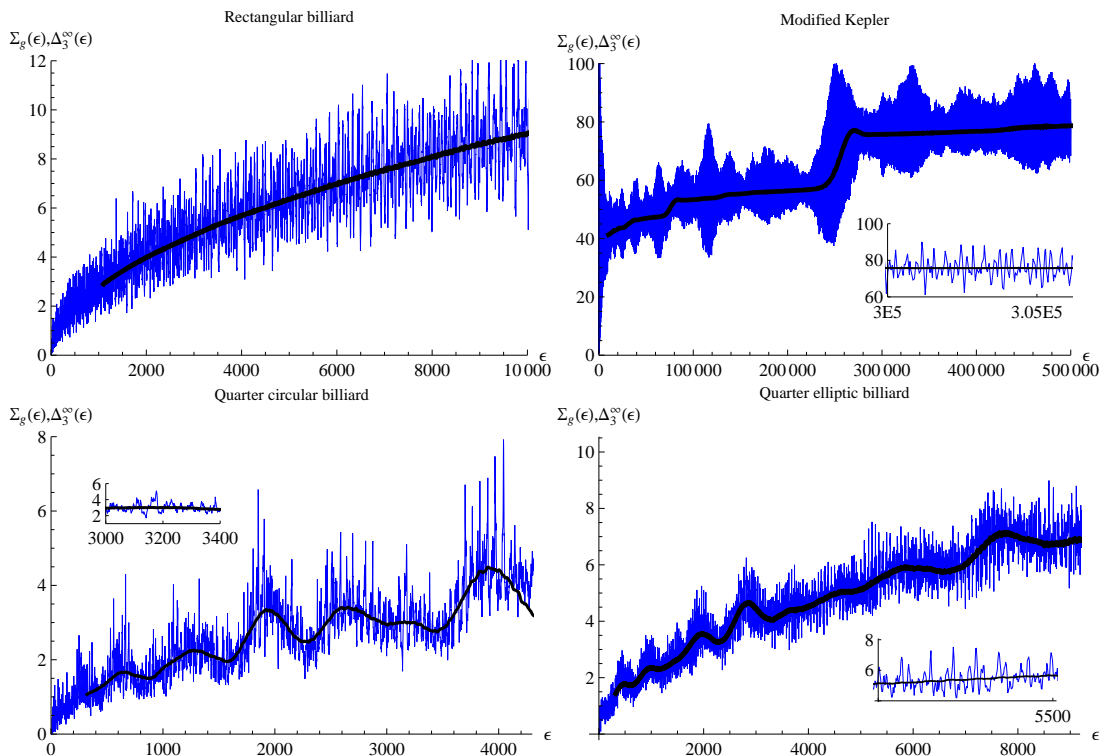 Rectangular billiard
Σg(ϵ),Δ3∞(ϵ)
12
10
8
6
4
2
0
0 2000 4000 6000 8000 10 000
ϵ
Modified Kepler
Σg(ϵ),Δ3∞(ϵ)
100
80
60
40
20
0
0 100 000 200 000 300 000 400 000 500 000
ϵ
100
80
60
3E5 3.05E5
Quarter circular billiard
Σg(ϵ),Δ3∞(ϵ)
8
6
4
2
0
0 1000 2000 3000 4000
ϵ
6
4
2
3000 3200 3400
Quarter elliptic billiard
Σg(ϵ),Δ3∞(ϵ)
10
8
6
4
2
0 2000 4000 6000 8000
ϵ
8
6
5500